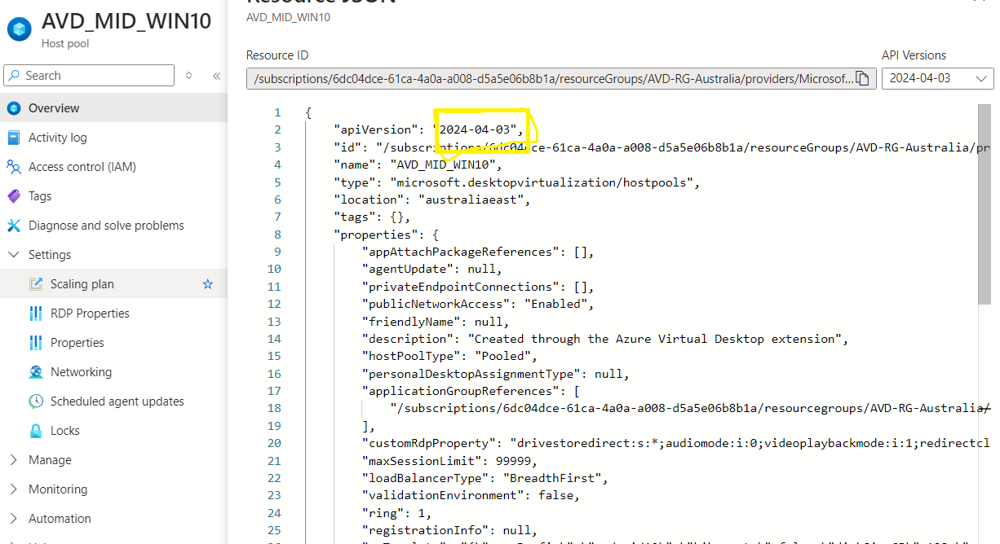 AVD_MID_WIN10
Host pool
Search
Overview
Activity log
Access control (IAM)
Tags
Diagnose and solve problems
Settings
Scaling plan
RDP Properties
Properties
Networking
Scheduled agent updates
Locks
Manage
Monitoring
Automation
Resource JSON
AVD_MID_WIN10
Resource ID
API Versions
/subscriptions/6dc04dce-61ca-4a0a-a008-d5a5e06b8b1a/resourceGroups/AVD-RG-Australia/providers/Microsof...
2024-04-03
1 {
2 "apiVersion": "2024-04-03",
3 "id": "/subscriptions/6dc04dce-61ca-4a0a-a008-d5a5e06b8b1a/resourceGroups/AVD-RG-Australia/pr
4 "name": "AVD_MID_WIN10",
5 "type": "microsoft.desktopvirtualization/hostpools",
6 "location": "australiaeast",
7 "tags": {},
8 "properties": {
9 "appAttachPackageReferences": [],
10 "agentUpdate": null,
11 "privateEndpointConnections": [],
12 "publicNetworkAccess": "Enabled",
13 "friendlyName": null,
14 "description": "Created through the Azure Virtual Desktop extension",
15 "hostPoolType": "Pooled",
16 "personalDesktopAssignmentType": null,
17 "applicationGroupReferences": [
18 "/subscriptions/6dc04dce-61ca-4a0a-a008-d5a5e06b8b1a/resourcegroups/AVD-RG-Australia/
19 ],
20 "customRdpProperty": "drivestoredirect:s:*;audiomode:i:0;videoplaybackmode:i:1;redirectcl
21 "maxSessionLimit": 99999,
22 "loadBalancerType": "BreadthFirst",
23 "validationEnvironment": false,
24 "ring": 1,
25 "registrationInfo": null,